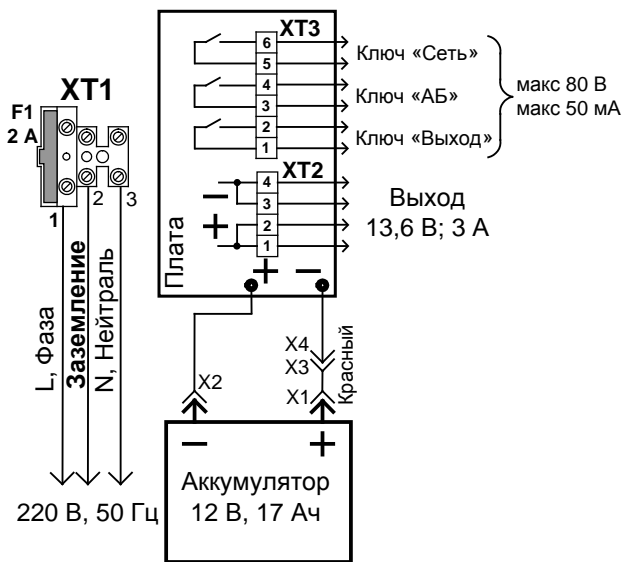 XT3
6
5
4
3
2
1
Ключ «Сеть»
Ключ «АБ»
Ключ «Выход»
макс 80 В
макс 50 мА
XT1
F1
2 А
1
2
3
XT2
4
3
2
1
−
+
Выход
13,6 В; 3 А
Плата
+ −
L, Фаза
Заземление
N, Нейтраль
220 В, 50 Гц
X2
X4
X3
X1
Красный
− +
Аккумулятор
12 В, 17 Ач